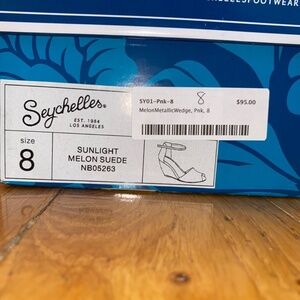 SEYCHELLESFOOTWEAR
Seychelles®
EST. 1984
LOS ANGELES
size
8
SUNLIGHT
MELON SUEDE
NB05263
SY01-Pnk-8
8
$95.00
MelonMetallicWedge, Pnk, 8